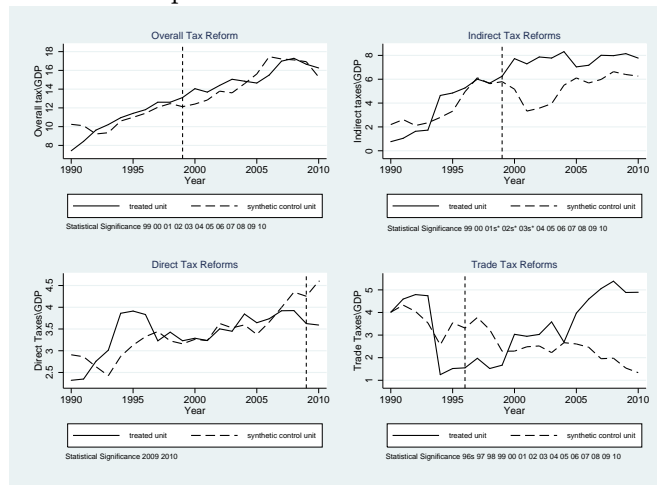 Overall Tax Reform
Overall tax\GDP
8 10 12 14 16 18
1990 1995 2000 2005 2010
Year
treated unit synthetic control unit
Statistical Significance 99 00 01 02 03 04 05 06 07 08 09 10
Indirect Tax Reforms
Indirect taxes\GDP
0 2 4 6 8
1990 1995 2000 2005 2010
Year
treated unit synthetic control unit
Statistical Significance 99 00 01s* 02s* 03s* 04 05 06 07 08 09 10
Direct Tax Reforms
Direct Taxes\GDP
2.5 3 3.5 4 4.5
1990 1995 2000 2005 2010
Year
treated unit synthetic control unit
Statistical Significance 2009 2010
Trade Tax Reforms
Trade Taxes\GDP
1 2 3 4 5
1990 1995 2000 2005 2010
Year
treated unit synthetic control unit
Statistical Significance 96s 97 98 99 00 01 02 03 04 05 06 07 08 09 10